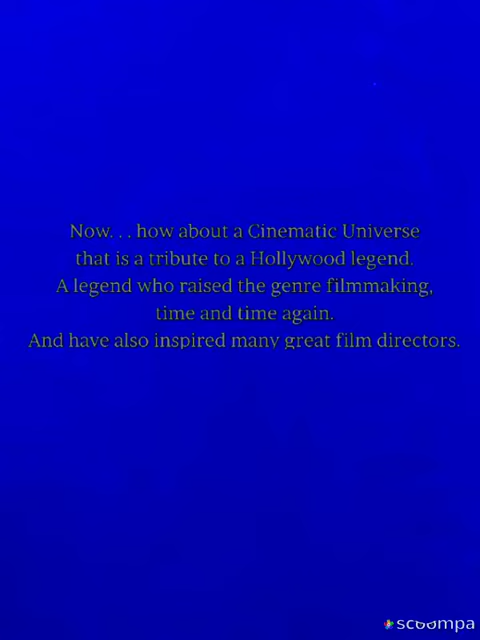 Now. . . how about a Cinematic Universe
that is a tribute to a Hollywood legend.
A legend who raised the genre filmmaking,
time and time again.
And have also inspired many great film directors.
scoompa